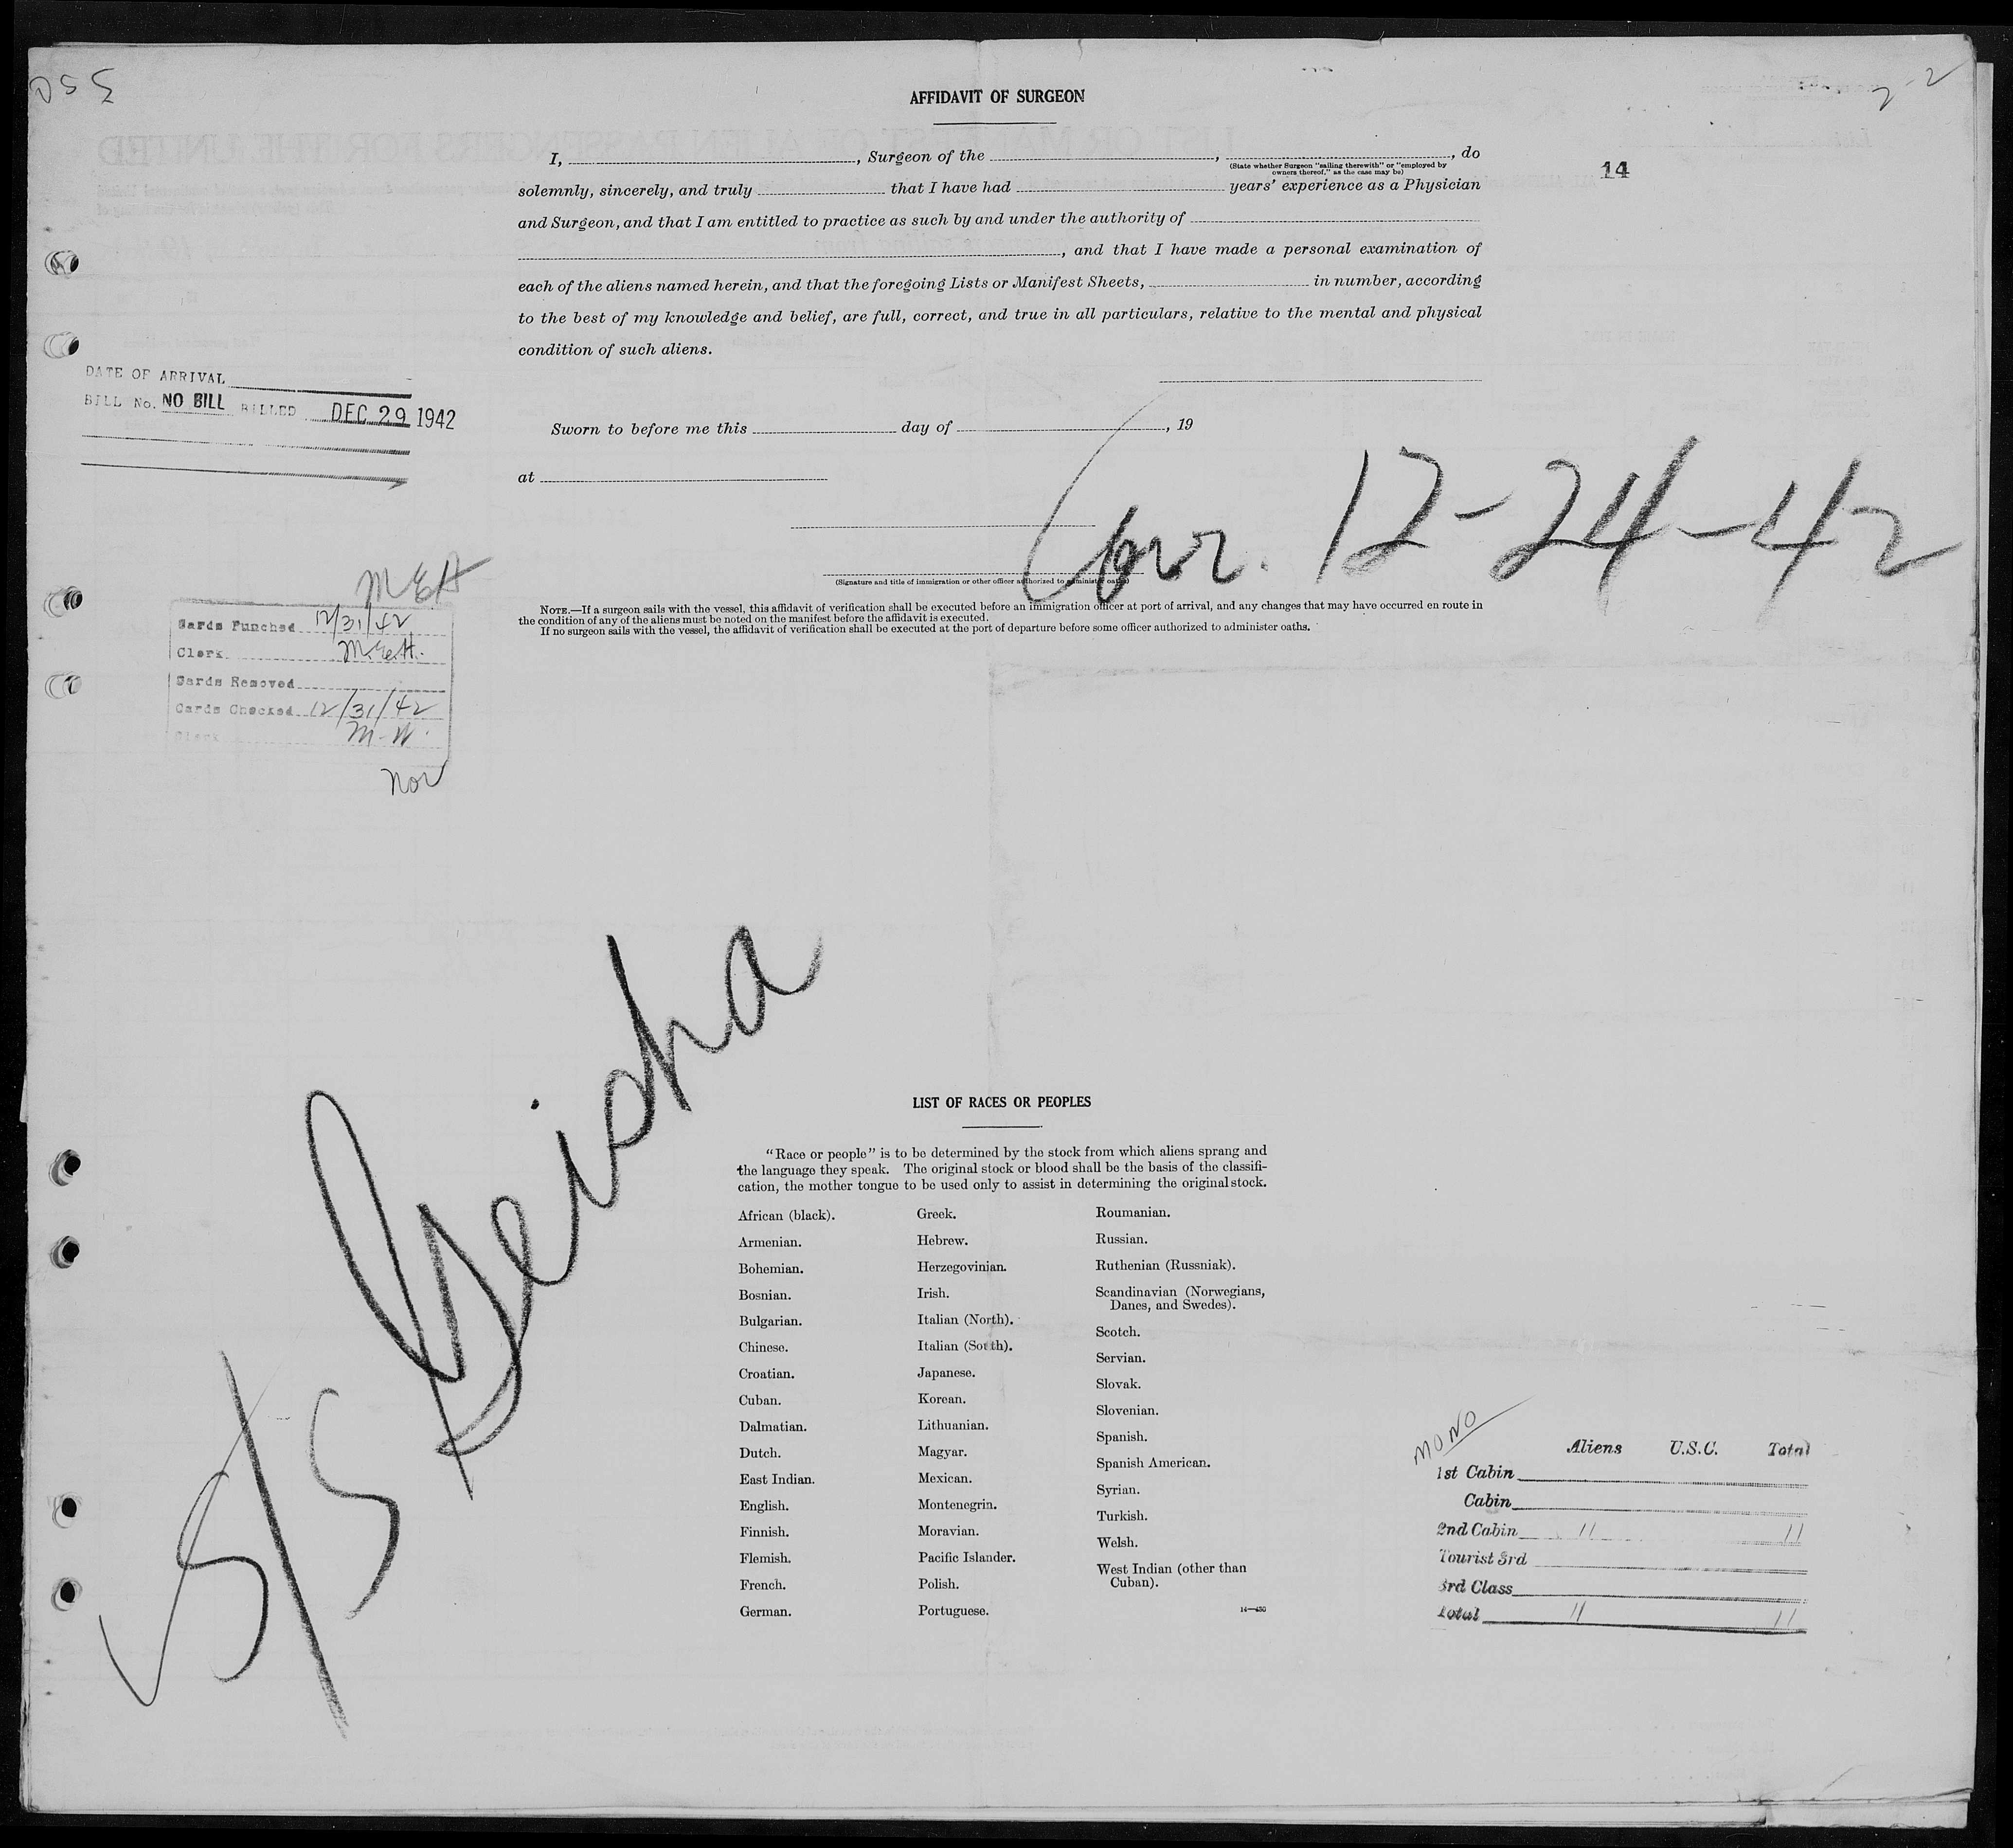 D S S
2-2
AFFIDAVIT OF SURGEON
14
I, , Surgeon of the , , do
(State whether Surgeon "sailing therewith" or "employed by
owners thereof," as the case may be)
solemnly, sincerely, and truly that I have had years' experience as a Physician
and Surgeon, and that I am entitled to practice as such by and under the authority of
, and that I have made a personal examination of
each of the aliens named herein, and that the foregoing Lists or Manifest Sheets, in number, according
to the best of my knowledge and belief, are full, correct, and true in all particulars, relative to the mental and physical
condition of such aliens.
DATE OF ARRIVAL
BILL No. NO BILL BILLED DEC 29 1942
Sworn to before me this day of , 19
at
12-24-42
(Signature and title of immigration or other officer authorized to administer oaths)
NOTE.—If a surgeon sails with the vessel, this affidavit of verification shall be executed before an immigration officer at port of arrival, and any changes that may have occurred en route in
the condition of any of the aliens must be noted on the manifest before the affidavit is executed.
If no surgeon sails with the vessel, the affidavit of verification shall be executed at the port of departure before some officer authorized to administer oaths.
MEH
Cards Punched 12/31/42
Clerk M.E.H.
Cards Removed
Cards Checked 12/31/42
Clerk M-W.
Nov
S/S Geisha
LIST OF RACES OR PEOPLES
"Race or people" is to be determined by the stock from which aliens sprang and
the language they speak. The original stock or blood shall be the basis of the classifi-
cation, the mother tongue to be used only to assist in determining the original stock.
African (black).
Armenian.
Bohemian.
Bosnian.
Bulgarian.
Chinese.
Croatian.
Cuban.
Dalmatian.
Dutch.
East Indian.
English.
Finnish.
Flemish.
French.
German.
Greek.
Hebrew.
Herzegovinian.
Irish.
Italian (North).
Italian (South).
Japanese.
Korean.
Lithuanian.
Magyar.
Mexican.
Montenegrin.
Moravian.
Pacific Islander.
Polish.
Portuguese.
Roumanian.
Russian.
Ruthenian (Russniak).
Scandinavian (Norwegians,
Danes, and Swedes).
Scotch.
Servian.
Slovak.
Slovenian.
Spanish.
Spanish American.
Syrian.
Turkish.
Welsh.
West Indian (other than
Cuban).
14—450
MONO
Aliens U.S.C. Total
1st Cabin
Cabin
2nd Cabin 11 11
Tourist 3rd
3rd Class
Total 11 11